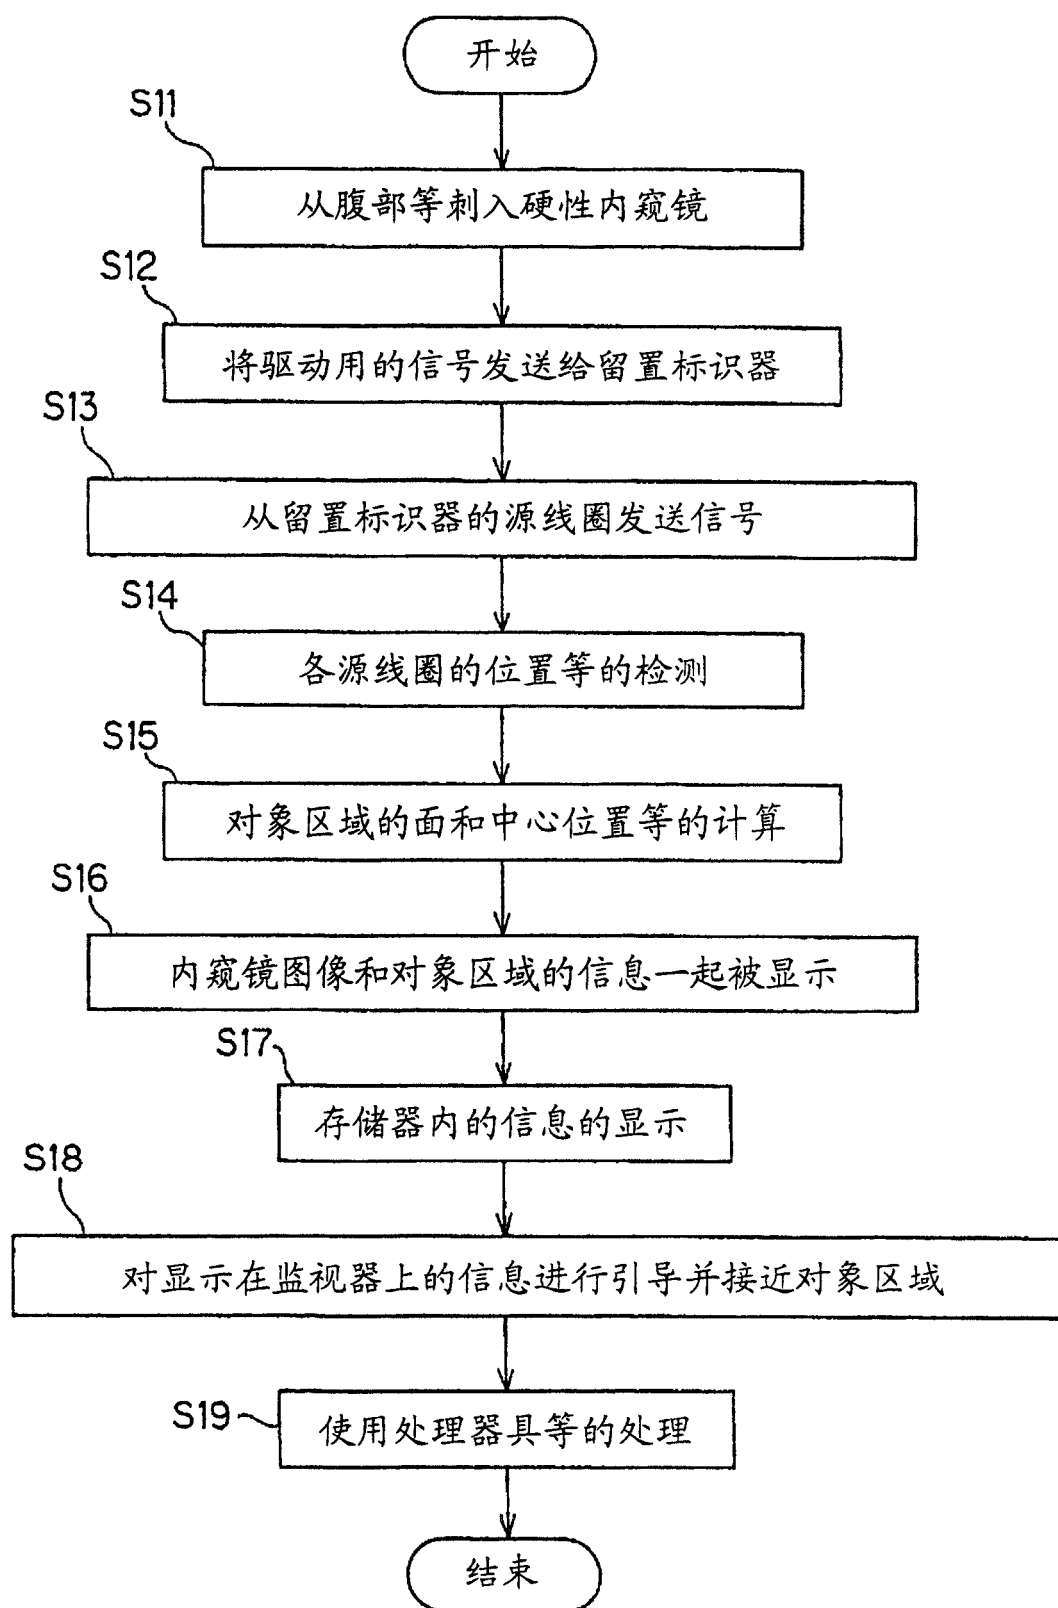 开始
S11
从腹部等刺入硬性内窥镜
S12
将驱动用的信号发送给留置标识器
S13
从留置标识器的源线圈发送信号
S14
各源线圈的位置等的检测
S15
对象区域的面和中心位置等的计算
S16
内窥镜图像和对象区域的信息一起被显示
S17
存储器内的信息的显示
S18
对显示在监视器上的信息进行引导并接近对象区域
S19
使用处理器具等的处理
结束